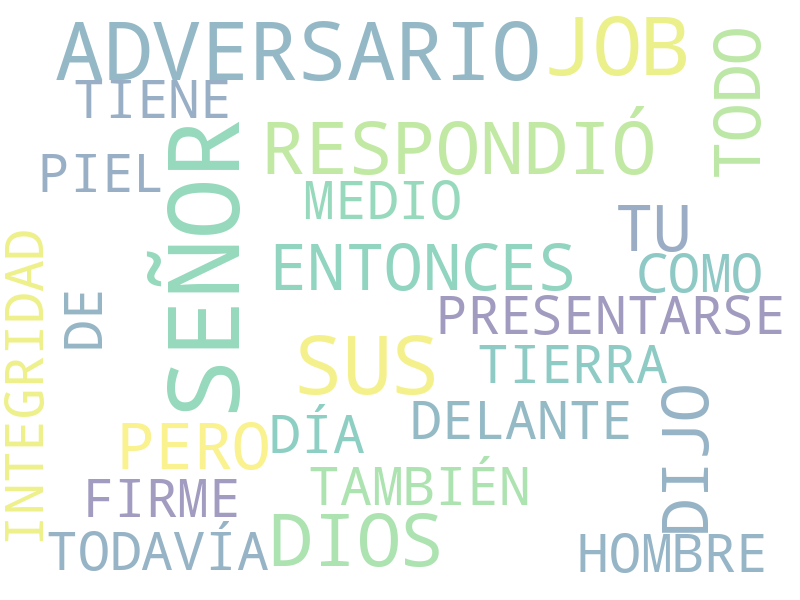 ADVERSARIO
JOB
TODO
TIENE
RESPONDIÓ
PIEL
SEÑOR
MEDIO
TU
INTEGRIDAD
DE
ENTONCES
COMO
PRESENTARSE
SUS
TIERRA
DIJO
PERO
DÍA
DELANTE
FIRME
TAMBIÉN
TODAVÍA
DIOS
HOMBRE